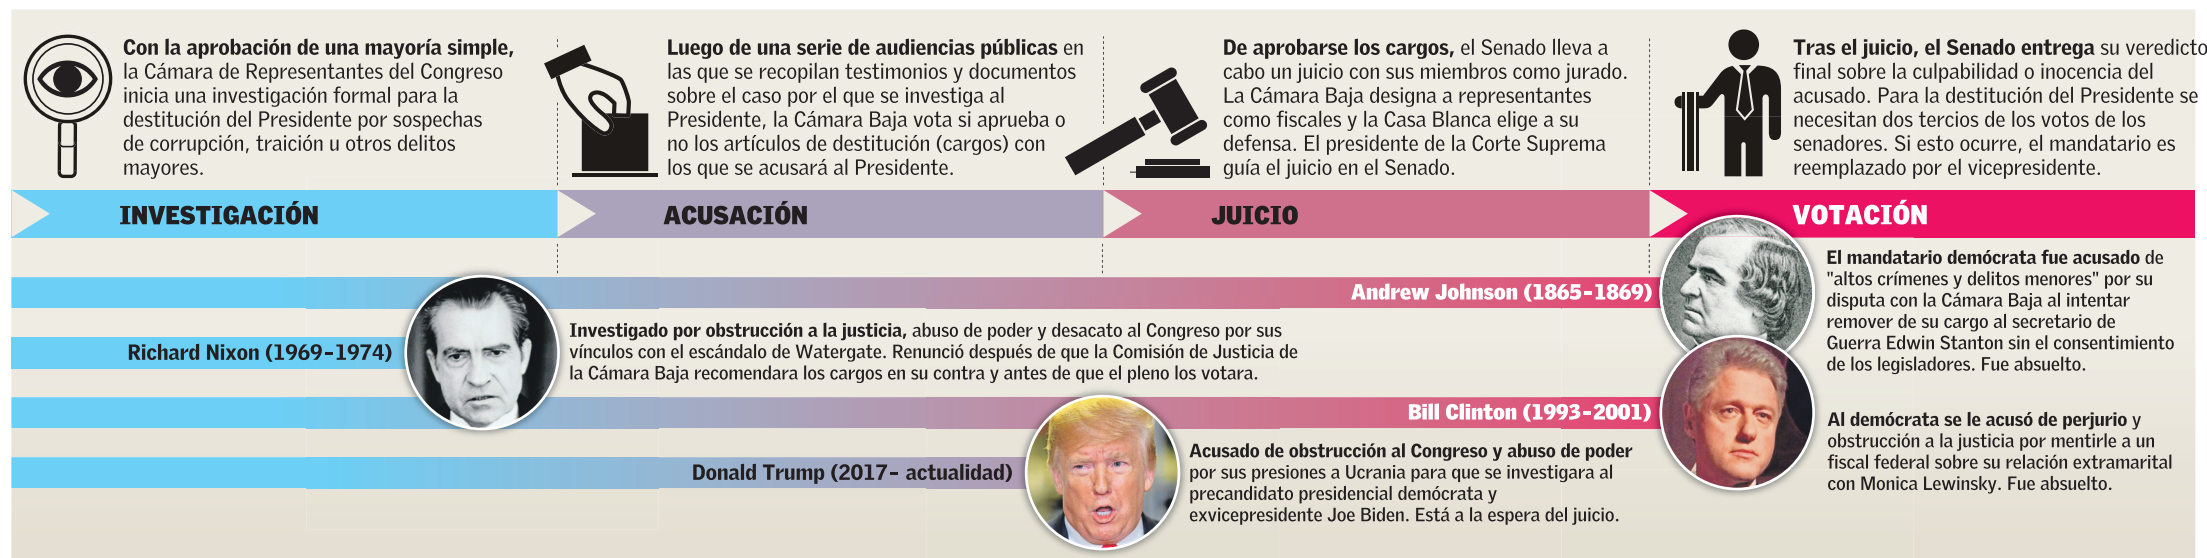 Con la aprobación de una mayoría simple,
la Cámara de Representantes del Congreso
inicia una investigación formal para la
destitución del Presidente por sospechas
de corrupción, traición u otros delitos
mayores.
Luego de una serie de audiencias públicas en
las que se recopilan testimonios y documentos
sobre el caso por el que se investiga al
Presidente, la Cámara Baja vota si aprueba o
no los artículos de destitución (cargos) con
los que se acusará al Presidente.
De aprobarse los cargos, el Senado lleva a
cabo un juicio con sus miembros como jurado.
La Cámara Baja designa a representantes
como fiscales y la Casa Blanca elige a su
defensa. El presidente de la Corte Suprema
guía el juicio en el Senado.
Tras el juicio, el Senado entrega su veredicto
final sobre la culpabilidad o inocencia del
acusado. Para la destitución del Presidente se
necesitan dos tercios de los votos de los
senadores. Si esto ocurre, el mandatario es
reemplazado por el vicepresidente.
INVESTIGACIÓN
ACUSACIÓN
JUICIO
VOTACIÓN
Andrew Johnson (1865-1869)
El mandatario demócrata fue acusado de
"altos crímenes y delitos menores" por su
disputa con la Cámara Baja al intentar
remover de su cargo al secretario de
Guerra Edwin Stanton sin el consentimiento
de los legisladores. Fue absuelto.
Richard Nixon (1969-1974)
Investigado por obstrucción a la justicia, abuso de poder y desacato al Congreso por sus
vínculos con el escándalo de Watergate. Renunció después de que la Comisión de Justicia de
la Cámara Baja recomendara los cargos en su contra y antes de que el pleno los votara.
Bill Clinton (1993-2001)
Al demócrata se le acusó de perjurio y
obstrucción a la justicia por mentirle a un
fiscal federal sobre su relación extramarital
con Monica Lewinsky. Fue absuelto.
Donald Trump (2017- actualidad)
Acusado de obstrucción al Congreso y abuso de poder
por sus presiones a Ucrania para que se investigara al
precandidato presidencial demócrata y
exvicepresidente Joe Biden. Está a la espera del juicio.